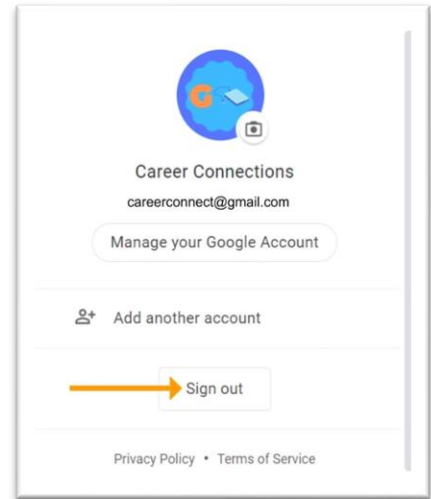 G
Career Connections
careerconnect@gmail.com
Manage your Google Account
Add another account
Sign out
Privacy Policy • Terms of Service